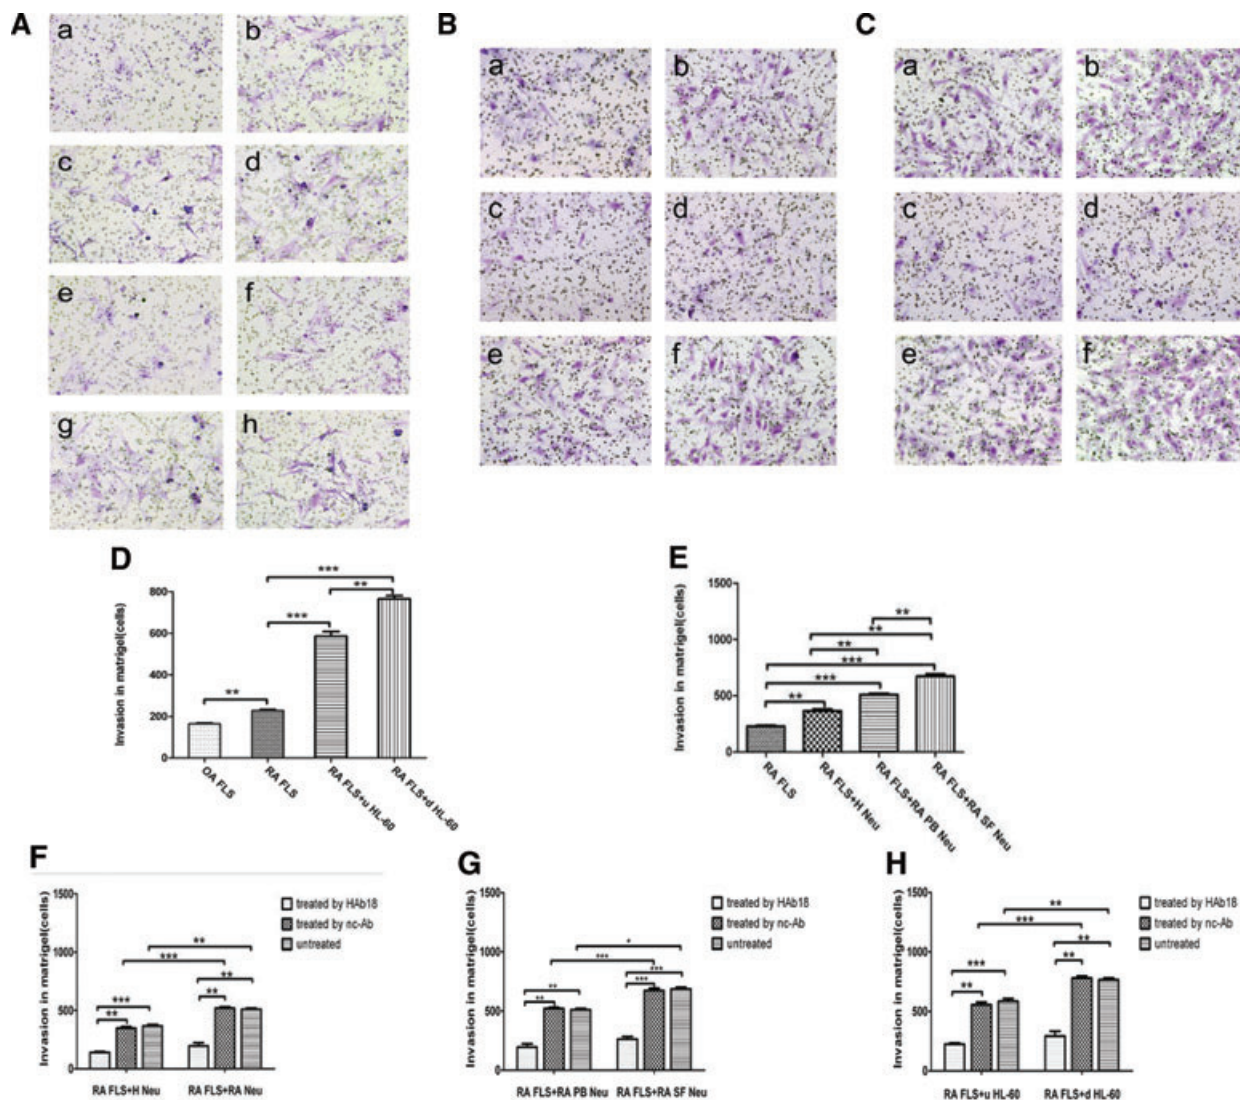 A
a
b
c
d
e
f
g
h
B
a
b
c
d
e
f
C
a
b
c
d
e
f
D
Invasion in matrigel(cells)
800
600
400
200
0
***
**
***
**
OA FLS
RA FLS
RA FLS+u HL-60
RA FLS+d HL-60
E
Invasion in matrigel(cells)
1500
1000
500
0
**
**
**
***
***
**
RA FLS
RA FLS+H Neu
RA FLS+RA PB Neu
RA FLS+RA SF Neu
F
Invasion in matrigel(cells)
1500
1000
500
0
treated by HAb18
treated by nc-Ab
untreated
**
***
**
***
**
**
RA FLS+H Neu
RA FLS+RA Neu
G
Invasion in matrigel(cells)
1500
1000
500
0
treated by HAb18
treated by nc-Ab
untreated
*
***
***
**
***
**
RA FLS+RA PB Neu
RA FLS+RA SF Neu
H
Invasion in matrigel(cells)
1500
1000
500
0
treated by HAb18
treated by nc-Ab
untreated
**
***
**
***
**
**
RA FLS+u HL-60
RA FLS+d HL-60